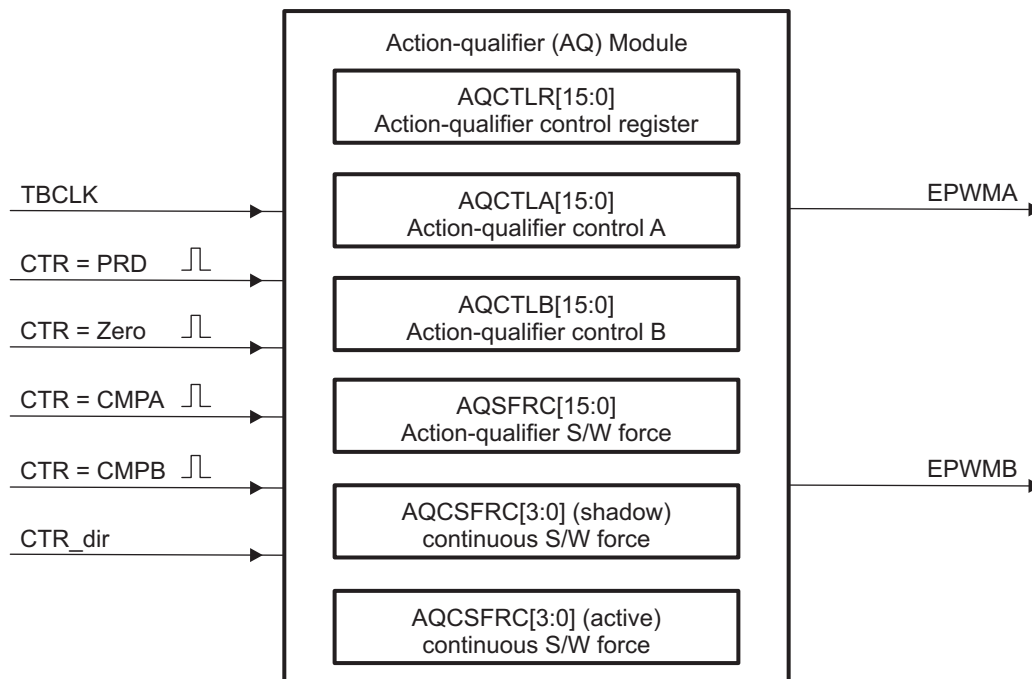 Action-qualifier (AQ) Module
AQCTLR[15:0]
Action-qualifier control register
TBCLK
AQCTLA[15:0]
Action-qualifier control A
EPWMA
CTR = PRD
CTR = Zero
AQCTLB[15:0]
Action-qualifier control B
CTR = CMPA
AQSFRC[15:0]
Action-qualifier S/W force
CTR = CMPB
EPWMB
AQCSFRC[3:0] (shadow)
continuous S/W force
CTR_dir
AQCSFRC[3:0] (active)
continuous S/W force